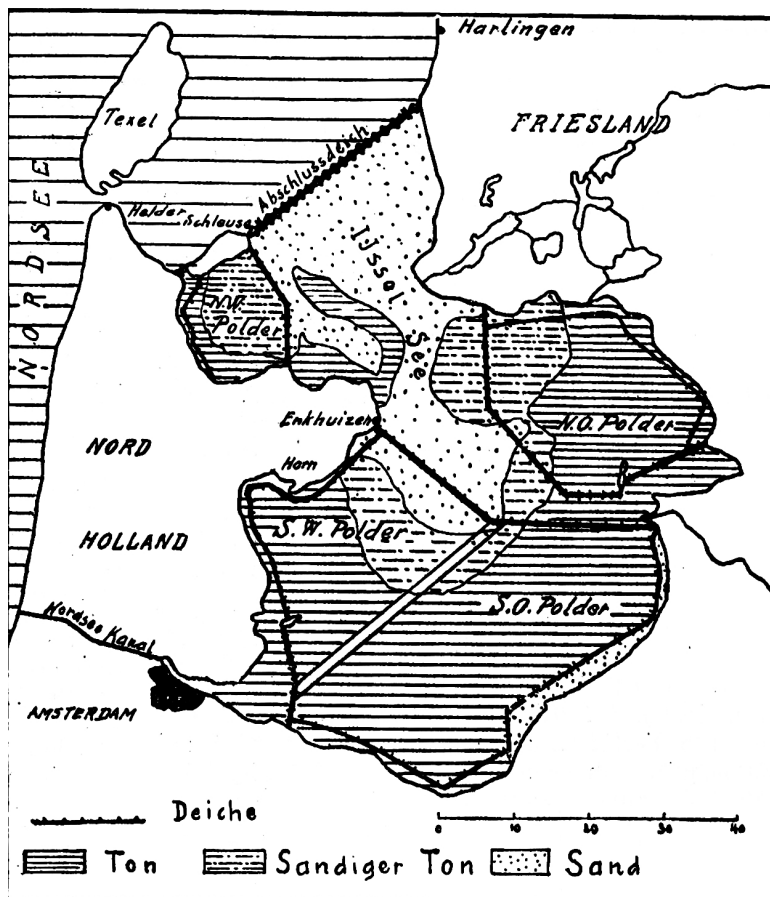 Harlingen
Texel
FRIESLAND
Abschlussdeich
Helder
Schleuse
NORDSEE
IJssel
See
N.W.
Polder
Enkhuizen
N.O. Polder
NORD
Horn
S.W. Polder
HOLLAND
S.O. Polder
Nordsee Kanal
AMSTERDAM
Deiche
0 10 20 30 40
Ton Sandiger Ton Sand